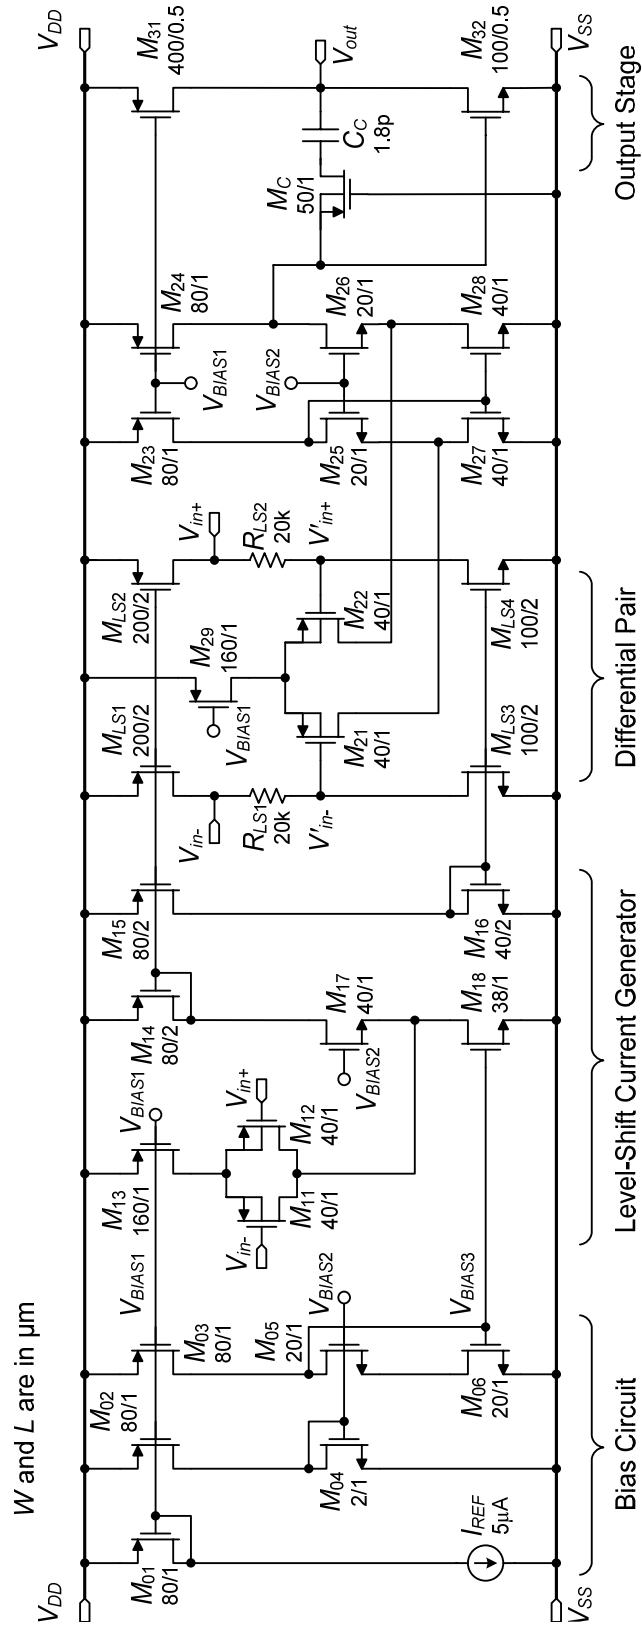 W and L are in µm
V_DD
V_SS
M_01
80/1
I_REF
5µA
M_02
80/1
M_04
2/1
M_03
80/1
M_05
20/1
M_06
20/1
V_BIAS1
V_BIAS2
V_BIAS3
M_13
160/1
V_BIAS1
V_in-
V_in+
M_11
40/1
M_12
40/1
M_14
80/2
M_17
40/1
V_BIAS2
M_18
38/1
M_15
80/2
M_16
40/2
M_LS1
200/2
V_in-
R_LS1
20k
V'_in-
M_LS3
100/2
M_29
160/1
V_BIAS1
M_21
40/1
M_22
40/1
M_LS2
200/2
V_in+
R_LS2
20k
V'_in+
M_LS4
100/2
M_23
80/1
M_24
80/1
V_BIAS1
V_BIAS2
M_25
20/1
M_26
20/1
M_27
40/1
M_28
40/1
M_C
50/1
C_C
1.8p
M_31
400/0.5
M_32
100/0.5
V_out
V_DD
V_SS
Bias Circuit
Level-Shift Current Generator
Differential Pair
Output Stage